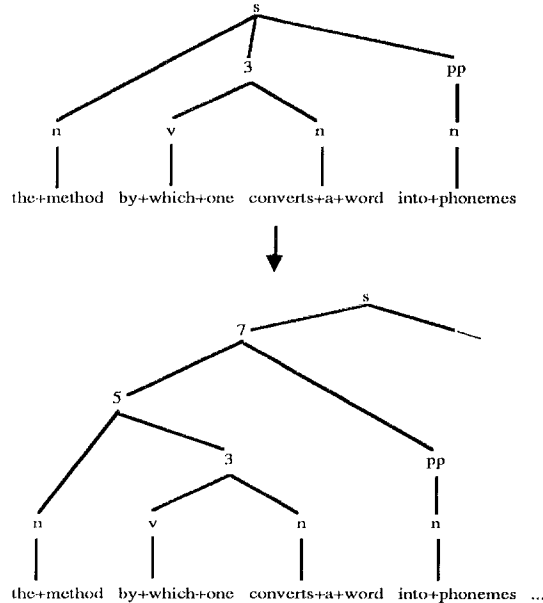 s
3 pp
n v n n
the+method by+which+one converts+a+word into+phonemes
s
7
5
3 pp
n v n n
the+method by+which+one converts+a+word into+phonemes ...